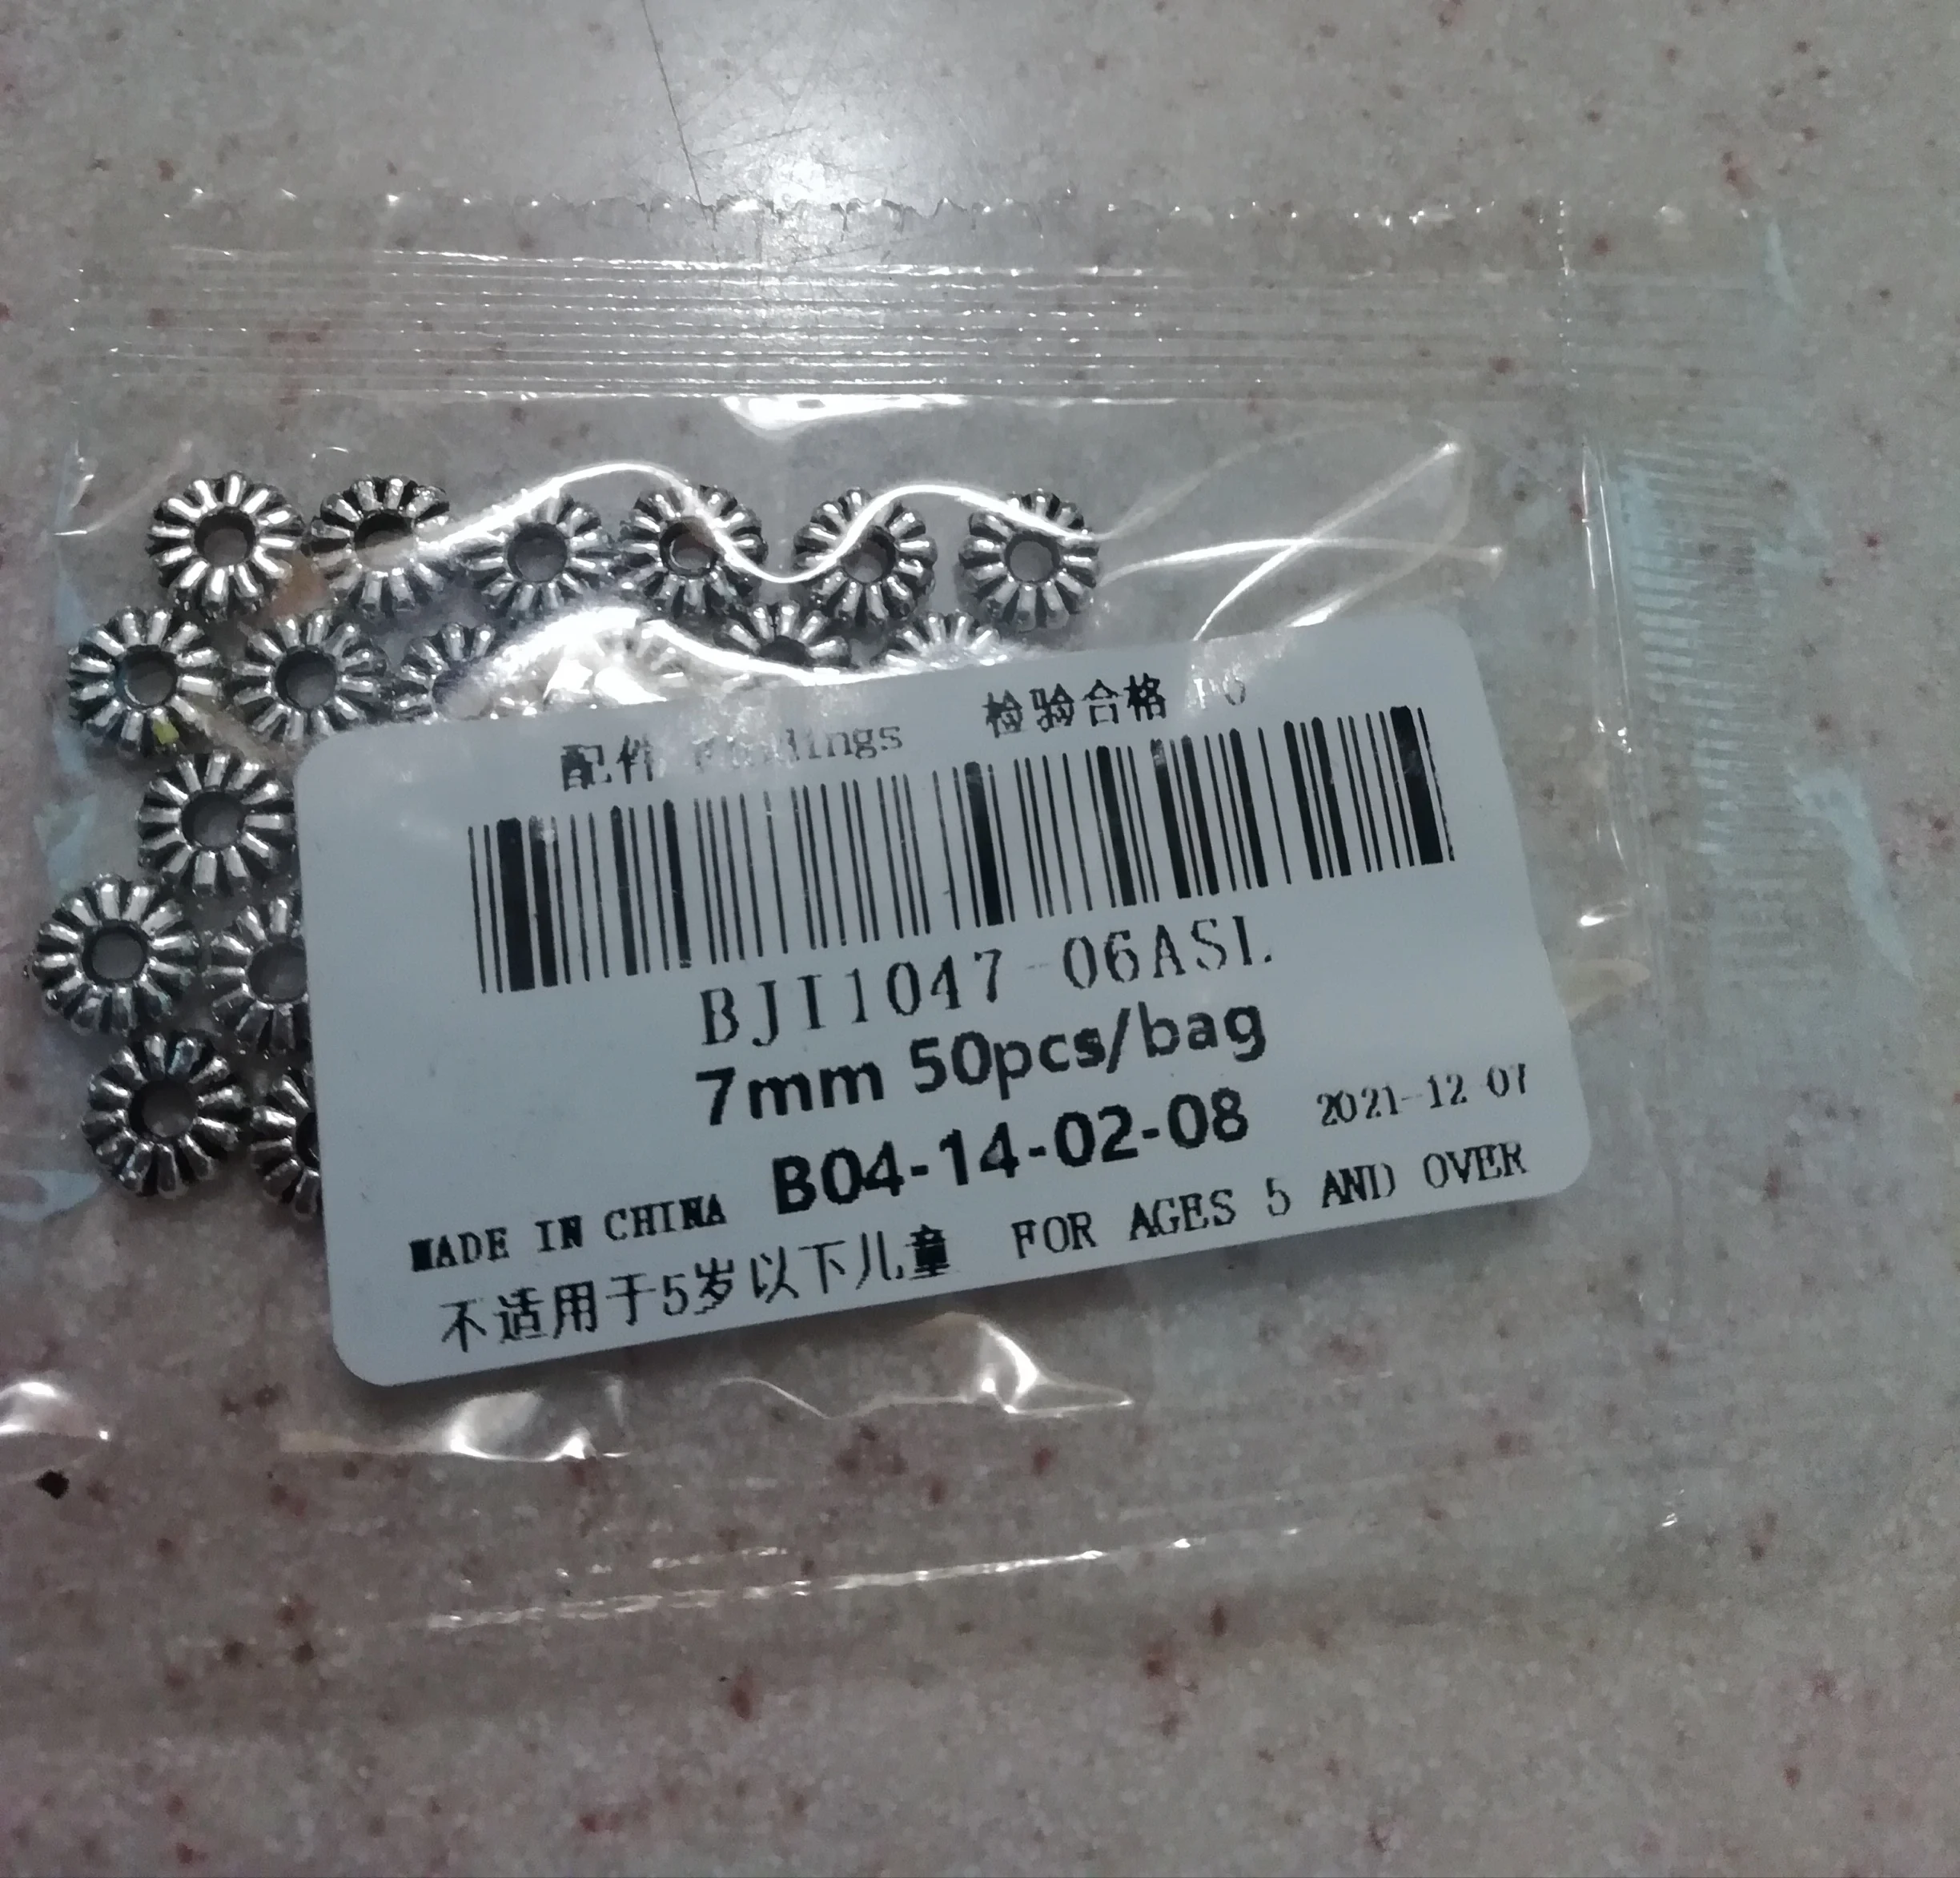 配件 Findings 检验合格
BJI1047-06ASL
7mm 50pcs/bag
B04-14-02-08 2021-12-07
MADE IN CHINA
不适用于5岁以下儿童 FOR AGES 5 AND OVER